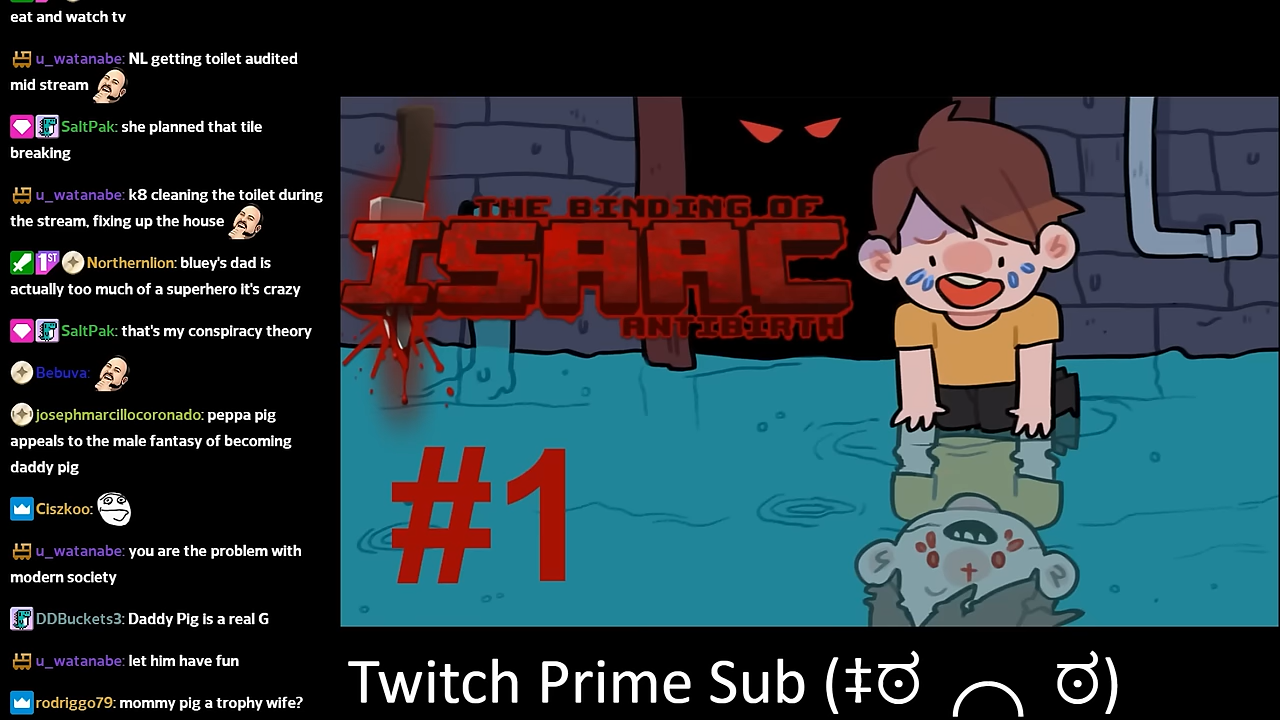 eat and watch tv
u_watanabe: NL getting toilet audited
mid stream
SaltPak: she planned that tile
breaking
u_watanabe: k8 cleaning the toilet during
the stream, fixing up the house
1ST Northernlion: bluey's dad is
actually too much of a superhero it's crazy
SaltPak: that's my conspiracy theory
Bebuva:
josephmarcillocoronado: peppa pig
appeals to the male fantasy of becoming
daddy pig
Ciszkoo:
u_watanabe: you are the problem with
modern society
DDBuckets3: Daddy Pig is a real G
u_watanabe: let him have fun
rodriggo79: mommy pig a trophy wife?
THE BINDING OF
ISAAC
ANTIBIRTH
#1
Twitch Prime Sub (‡ಠ ╭╮ ಠ)